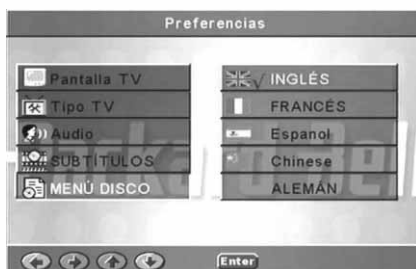 Preferencias
Pantalla TV
Tipo TV
Audio
SUBTÍTULOS
MENÚ DISCO
INGLÉS
FRANCÉS
Espanol
Chinese
ALEMÁN
Enter